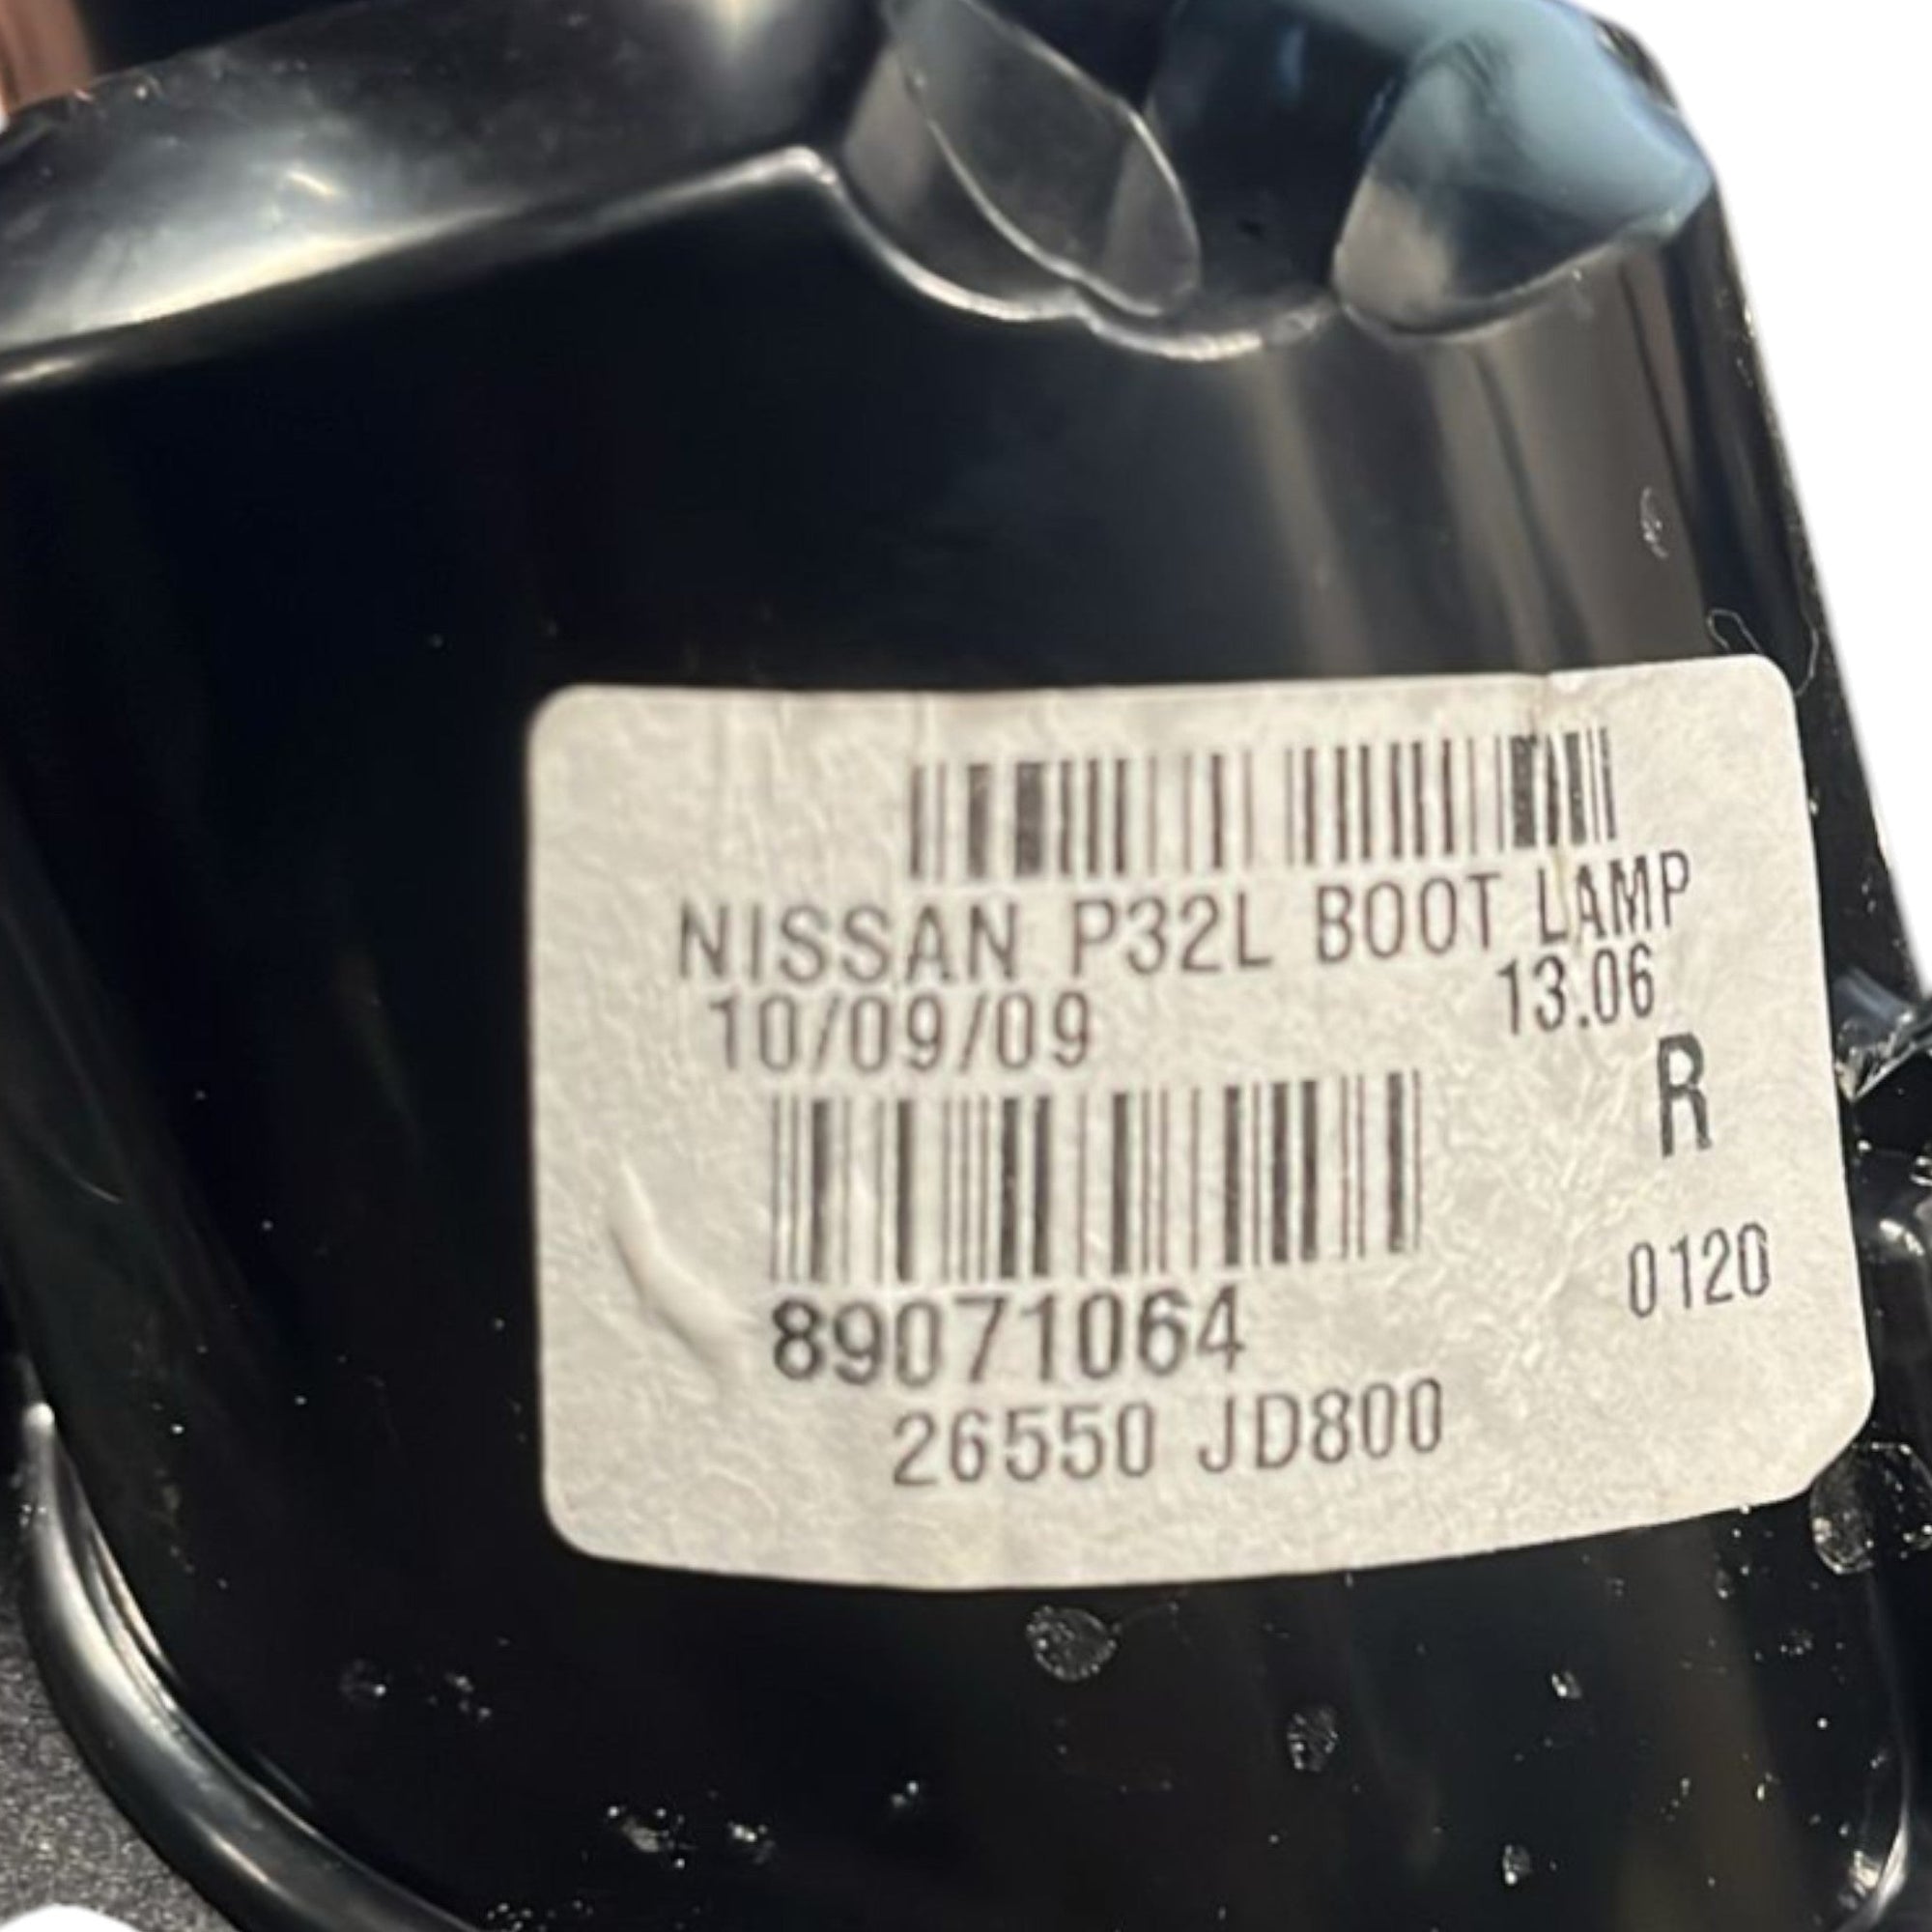 NISSAN P32L BOOT LAMP
10/09/09 13.06
R
89071064 0120
26550 JD800